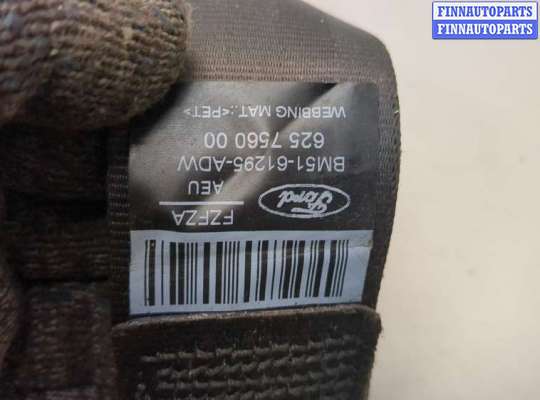 FINNAUTOPARTS
FINNAUTOPARTS
Ford
FZFZA
AEU
BM51-61295-ADW
625 7560 00
WEBBING MAT.:<PET>